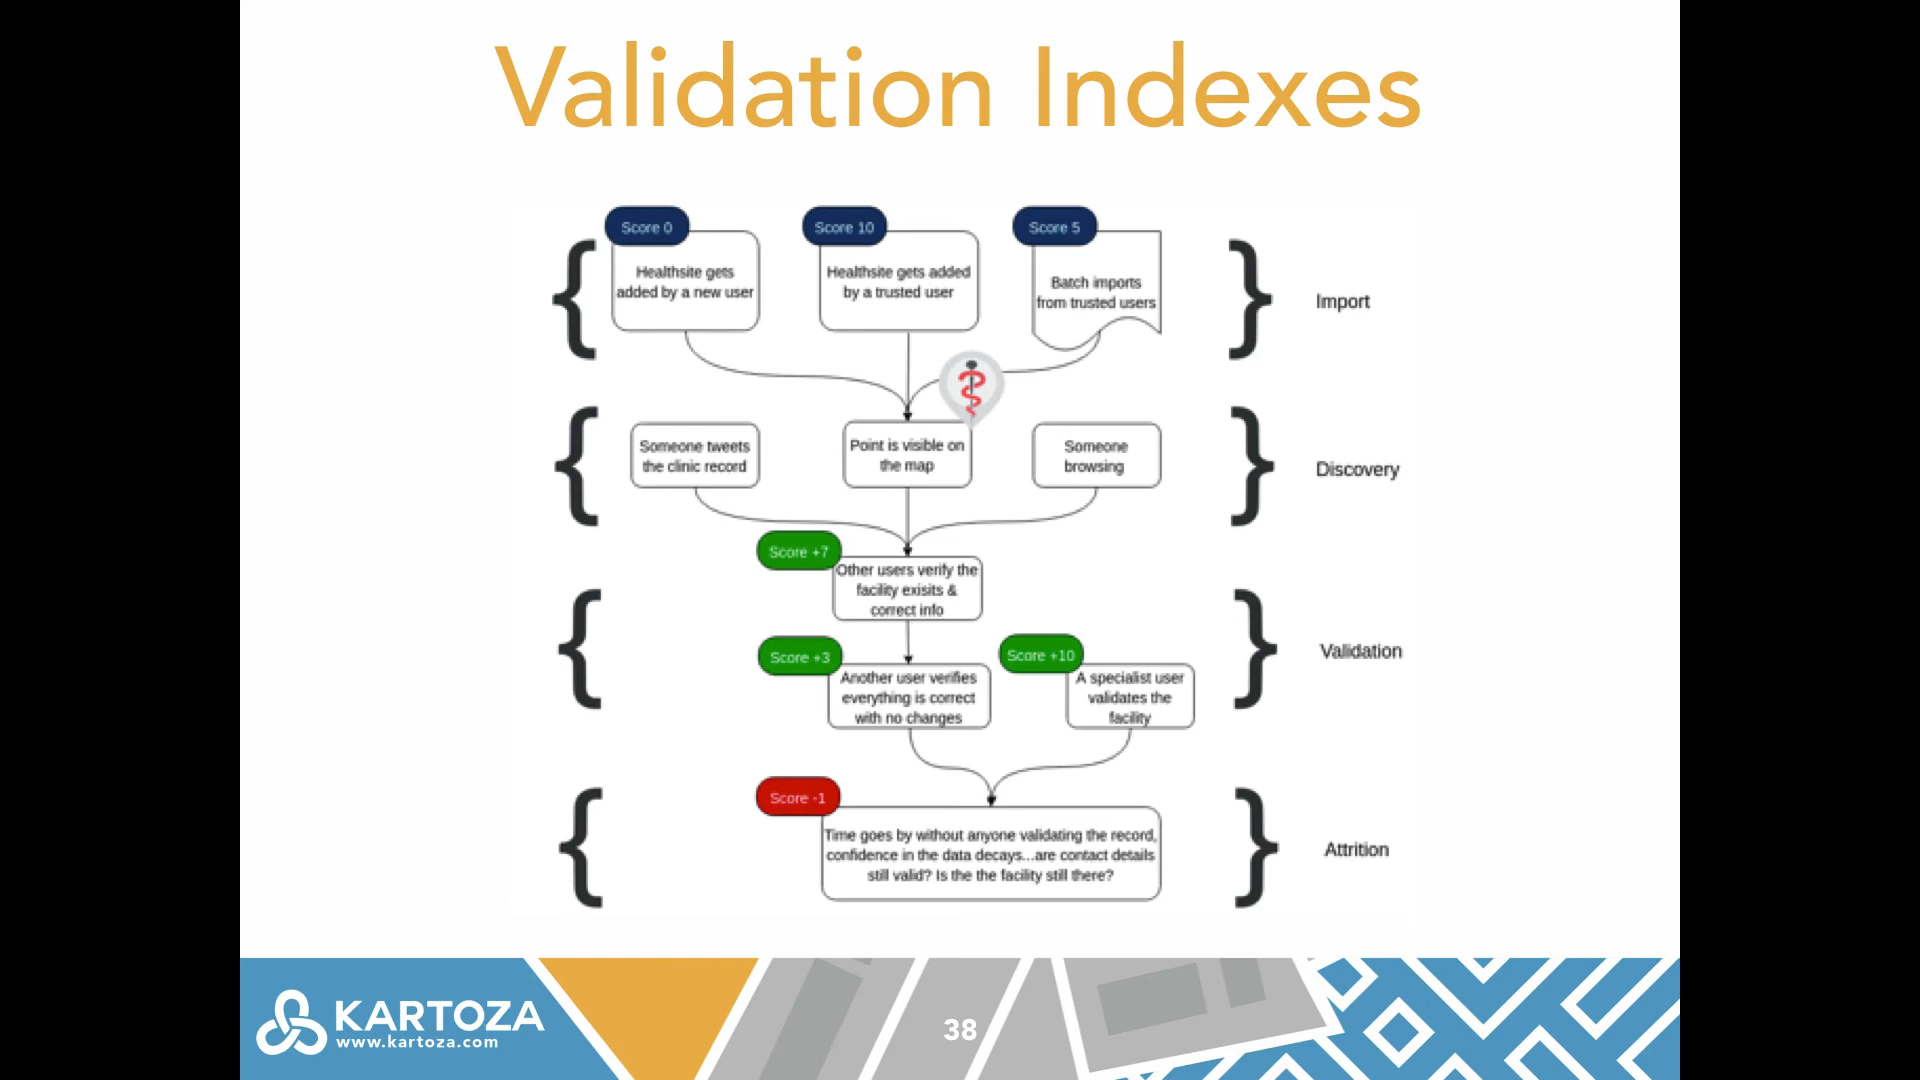 Validation Indexes
Score 0
Score 10
Score 5
Healthsite gets
added by a new user
Healthsite gets added
by a trusted user
Batch imports
from trusted users
Import
Someone tweets
the clinic record
Point is visible on
the map
Someone
browsing
Discovery
Score +7
Other users verify the
facility exisits &
correct info
Score +3
Another user verifies
everything is correct
with no changes
Score +10
A specialist user
validates the
facility
Validation
Score -1
Time goes by without anyone validating the record,
confidence in the data decays...are contact details
still valid? Is the the facility still there?
Attrition
KARTOZA
www.kartoza.com
38